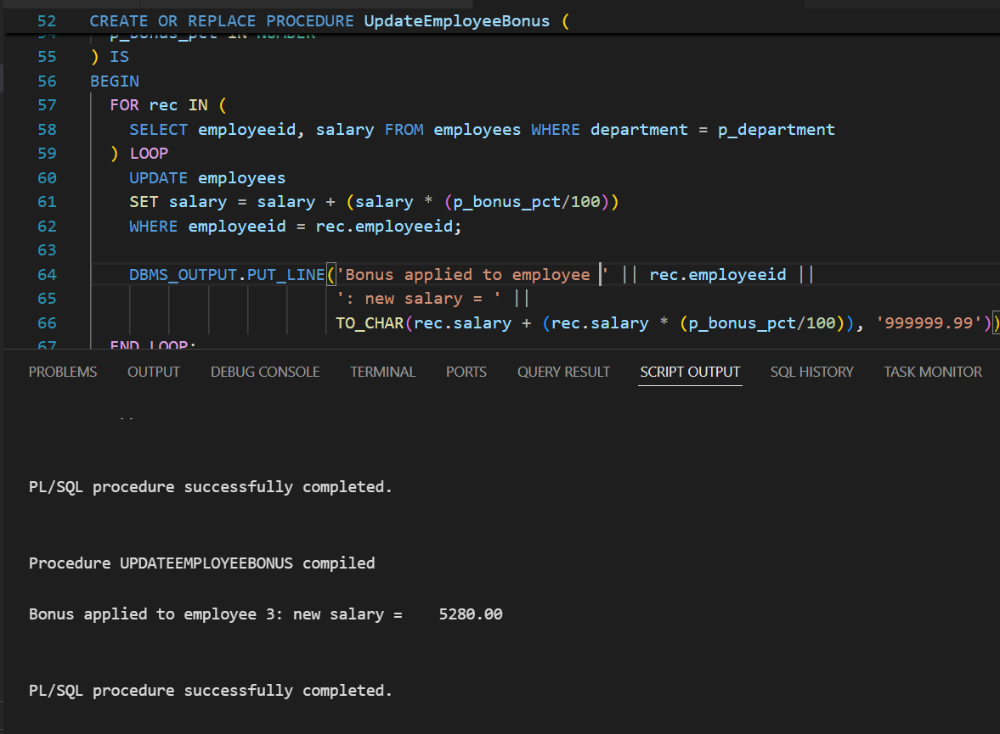 52 CREATE OR REPLACE PROCEDURE UpdateEmployeeBonus (
54 p_bonus_pct IN NUMBER
55 ) IS
56 BEGIN
57 FOR rec IN (
58 SELECT employeeid, salary FROM employees WHERE department = p_department
59 ) LOOP
60 UPDATE employees
61 SET salary = salary + (salary * (p_bonus_pct/100))
62 WHERE employeeid = rec.employeeid;
63
64 DBMS_OUTPUT.PUT_LINE('Bonus applied to employee ' || rec.employeeid ||
65 ': new salary = ' ||
66 TO_CHAR(rec.salary + (rec.salary * (p_bonus_pct/100)), '999999.99'))
67 END LOOP;
PROBLEMS OUTPUT DEBUG CONSOLE TERMINAL PORTS QUERY RESULT SCRIPT OUTPUT SQL HISTORY TASK MONITOR
PL/SQL procedure successfully completed.
Procedure UPDATEEMPLOYEEBONUS compiled
Bonus applied to employee 3: new salary =    5280.00
PL/SQL procedure successfully completed.